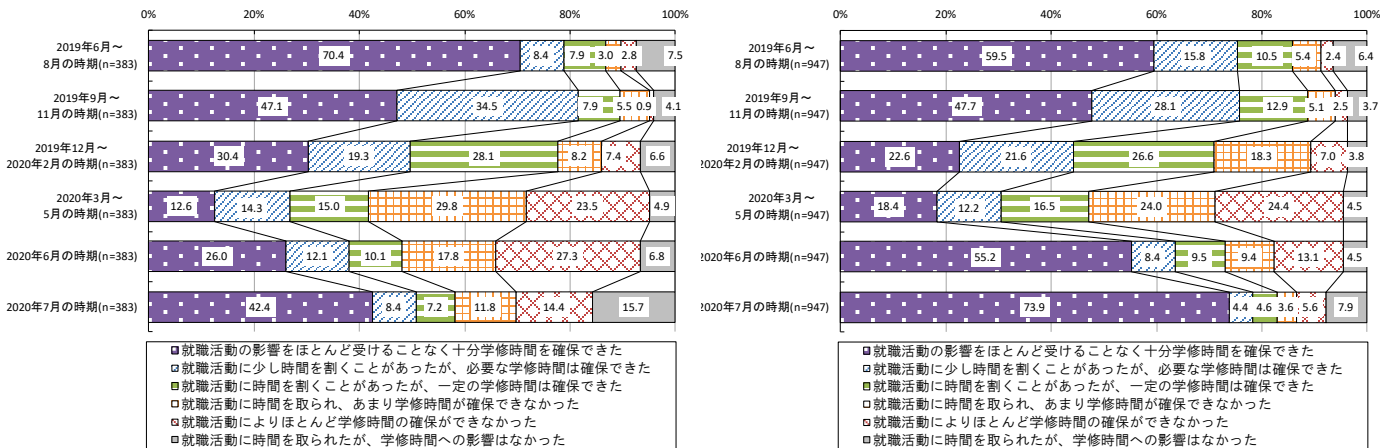 0% 20% 40% 60% 80% 100%
2019年6月～
8月の時期(n=383)
70.4 8.4 7.9 3.0 2.8 7.5
2019年9月～
11月の時期(n=383)
47.1 34.5 7.9 5.5 0.9 4.1
2019年12月～
2020年2月の時期(n=383)
30.4 19.3 28.1 8.2 7.4 6.6
2020年3月～
5月の時期(n=383)
12.6 14.3 15.0 29.8 23.5 4.9
2020年6月の時期(n=383)
26.0 12.1 10.1 17.8 27.3 6.8
2020年7月の時期(n=383)
42.4 8.4 7.2 11.8 14.4 15.7
就職活動の影響をほとんど受けることなく十分学修時間を確保できた
就職活動に少し時間を割くことがあったが、必要な学修時間は確保できた
就職活動に時間を割くことがあったが、一定の学修時間は確保できた
就職活動に時間を取られ、あまり学修時間が確保できなかった
就職活動によりほとんど学修時間の確保ができなかった
就職活動に時間を取られたが、学修時間への影響はなかった
0% 20% 40% 60% 80% 100%
2019年6月～
8月の時期(n=947)
59.5 15.8 10.5 5.4 2.4 6.4
2019年9月～
11月の時期(n=947)
47.7 28.1 12.9 5.1 2.5 3.7
2019年12月～
2020年2月の時期(n=947)
22.6 21.6 26.6 18.3 7.0 3.8
2020年3月～
5月の時期(n=947)
18.4 12.2 16.5 24.0 24.4 4.5
2020年6月の時期(n=947)
55.2 8.4 9.5 9.4 13.1 4.5
2020年7月の時期(n=947)
73.9 4.4 4.6 3.6 5.6 7.9
就職活動の影響をほとんど受けることなく十分学修時間を確保できた
就職活動に少し時間を割くことがあったが、必要な学修時間は確保できた
就職活動に時間を割くことがあったが、一定の学修時間は確保できた
就職活動に時間を取られ、あまり学修時間が確保できなかった
就職活動によりほとんど学修時間の確保ができなかった
就職活動に時間を取られたが、学修時間への影響はなかった